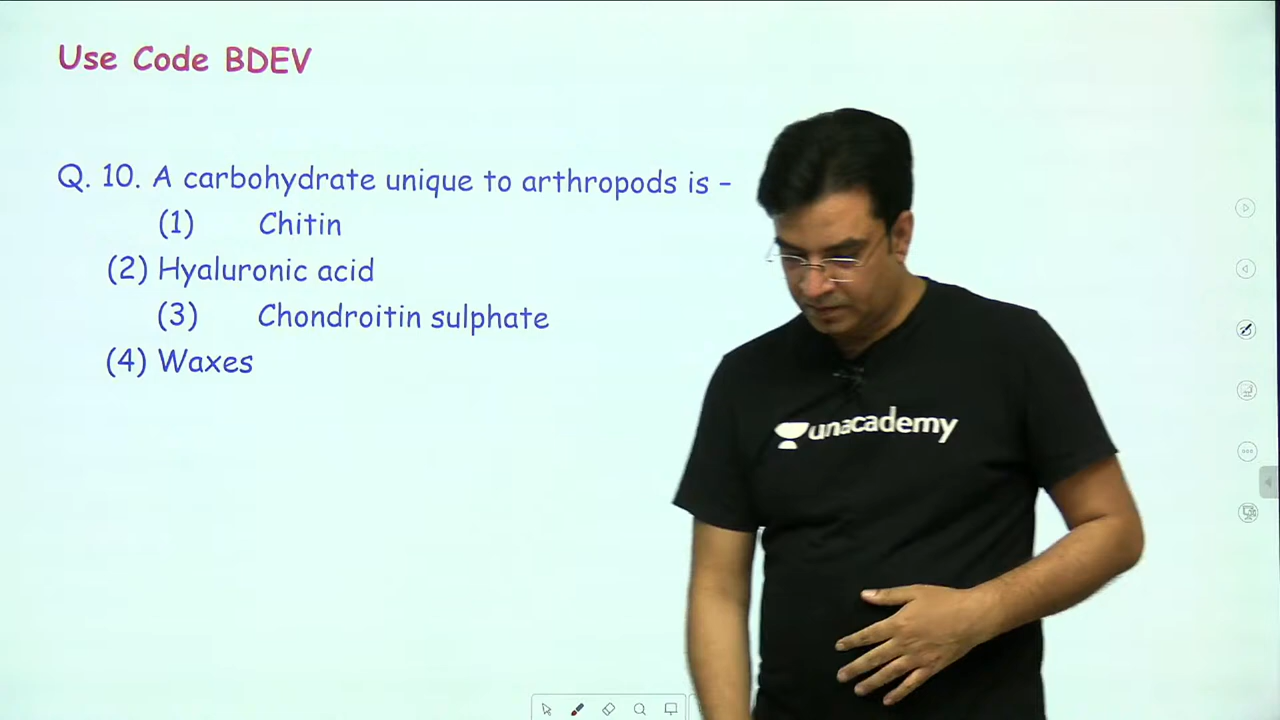 Use Code BDEV
Q. 10. A carbohydrate unique to arthropods is -
(1) Chitin
(2) Hyaluronic acid
(3) Chondroitin sulphate
(4) Waxes
unacademy